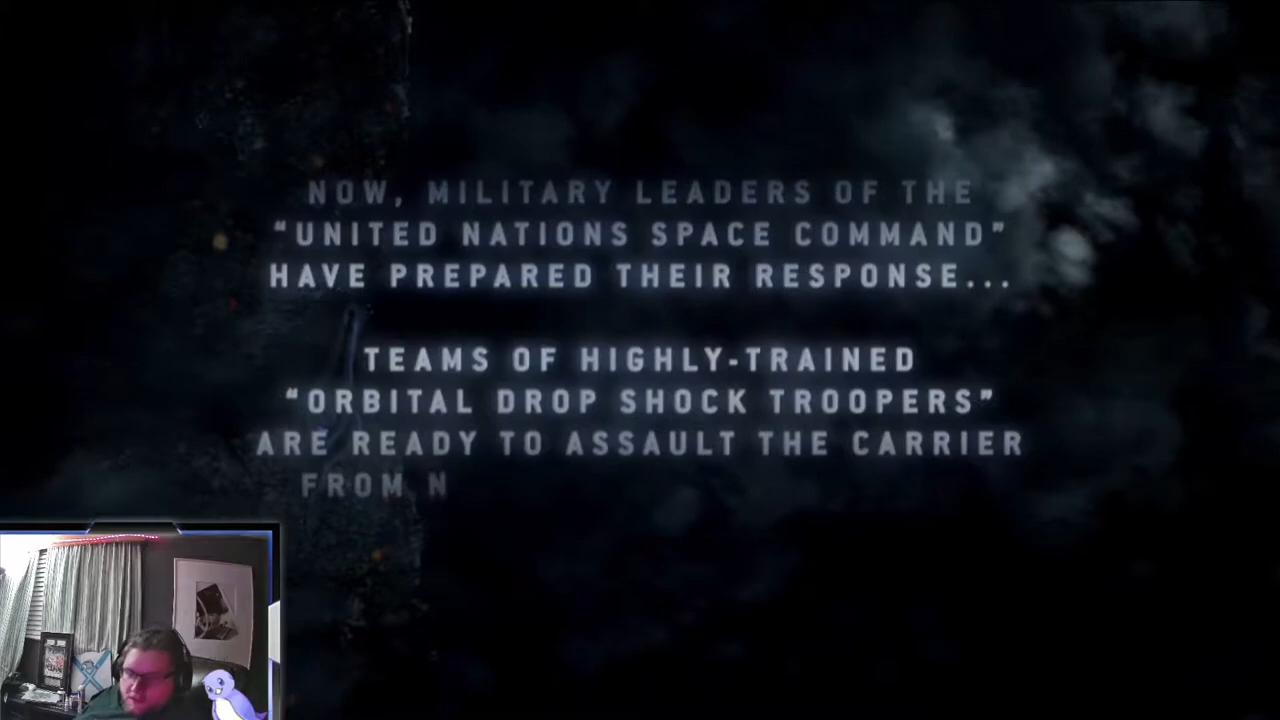 NOW, MILITARY LEADERS OF THE
“UNITED NATIONS SPACE COMMAND”
HAVE PREPARED THEIR RESPONSE...
TEAMS OF HIGHLY-TRAINED
“ORBITAL DROP SHOCK TROOPERS”
ARE READY TO ASSAULT THE CARRIER
FROM N